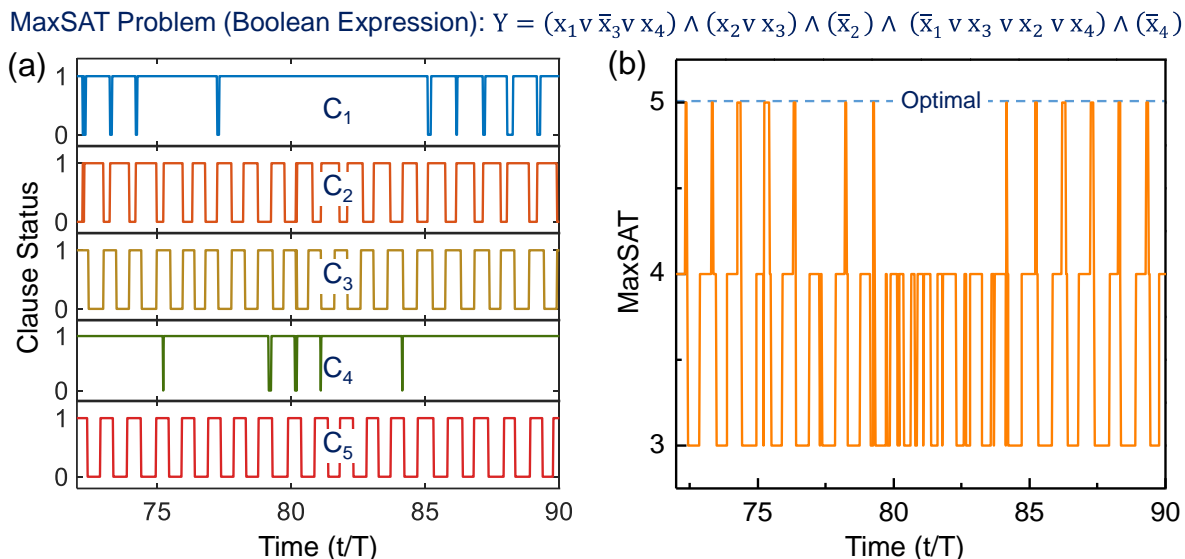 MaxSAT Problem (Boolean Expression): Y = (x₁ v x̄₃ v x₄) ∧ (x₂ v x₃) ∧ (x̄₂) ∧ (x̄₁ v x₃ v x₂ v x₄) ∧ (x̄₄)
(a)
Clause Status
1
0
C₁
1
0
C₂
1
0
C₃
1
0
C₄
1
0
C₅
75 80 85 90
Time (t/T)
(b)
MaxSAT
5
4
3
Optimal
75 80 85 90
Time (t/T)